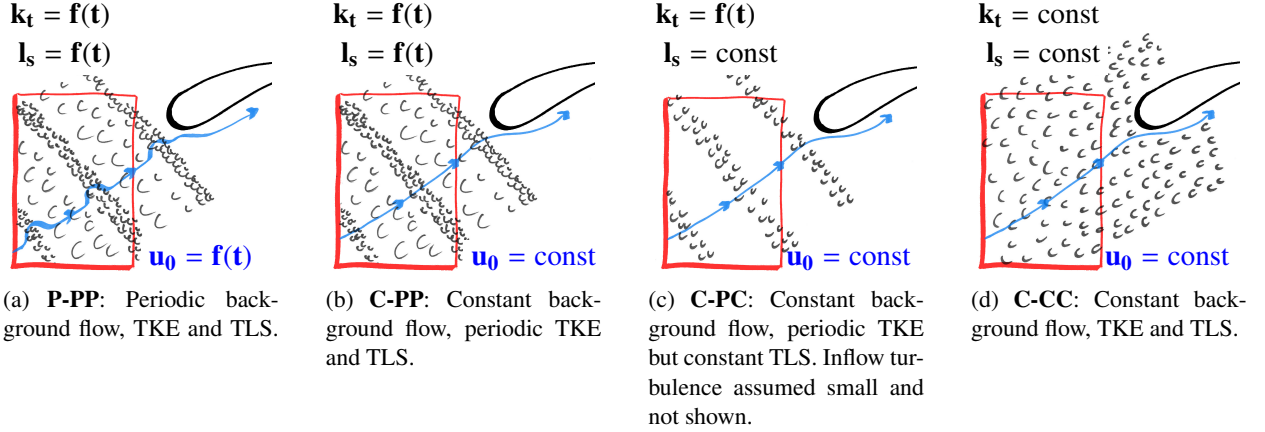 k_t = f(t)
l_s = f(t)
u_0 = f(t)
(a) P-PP: Periodic back-
ground flow, TKE and TLS.
k_t = f(t)
l_s = f(t)
u_0 = const
(b) C-PP: Constant back-
ground flow, periodic TKE
and TLS.
k_t = f(t)
l_s = const
u_0 = const
(c) C-PC: Constant back-
ground flow, periodic TKE
but constant TLS. Inflow tur-
bulence assumed small and
not shown.
k_t = const
l_s = const
u_0 = const
(d) C-CC: Constant back-
ground flow, TKE and TLS.